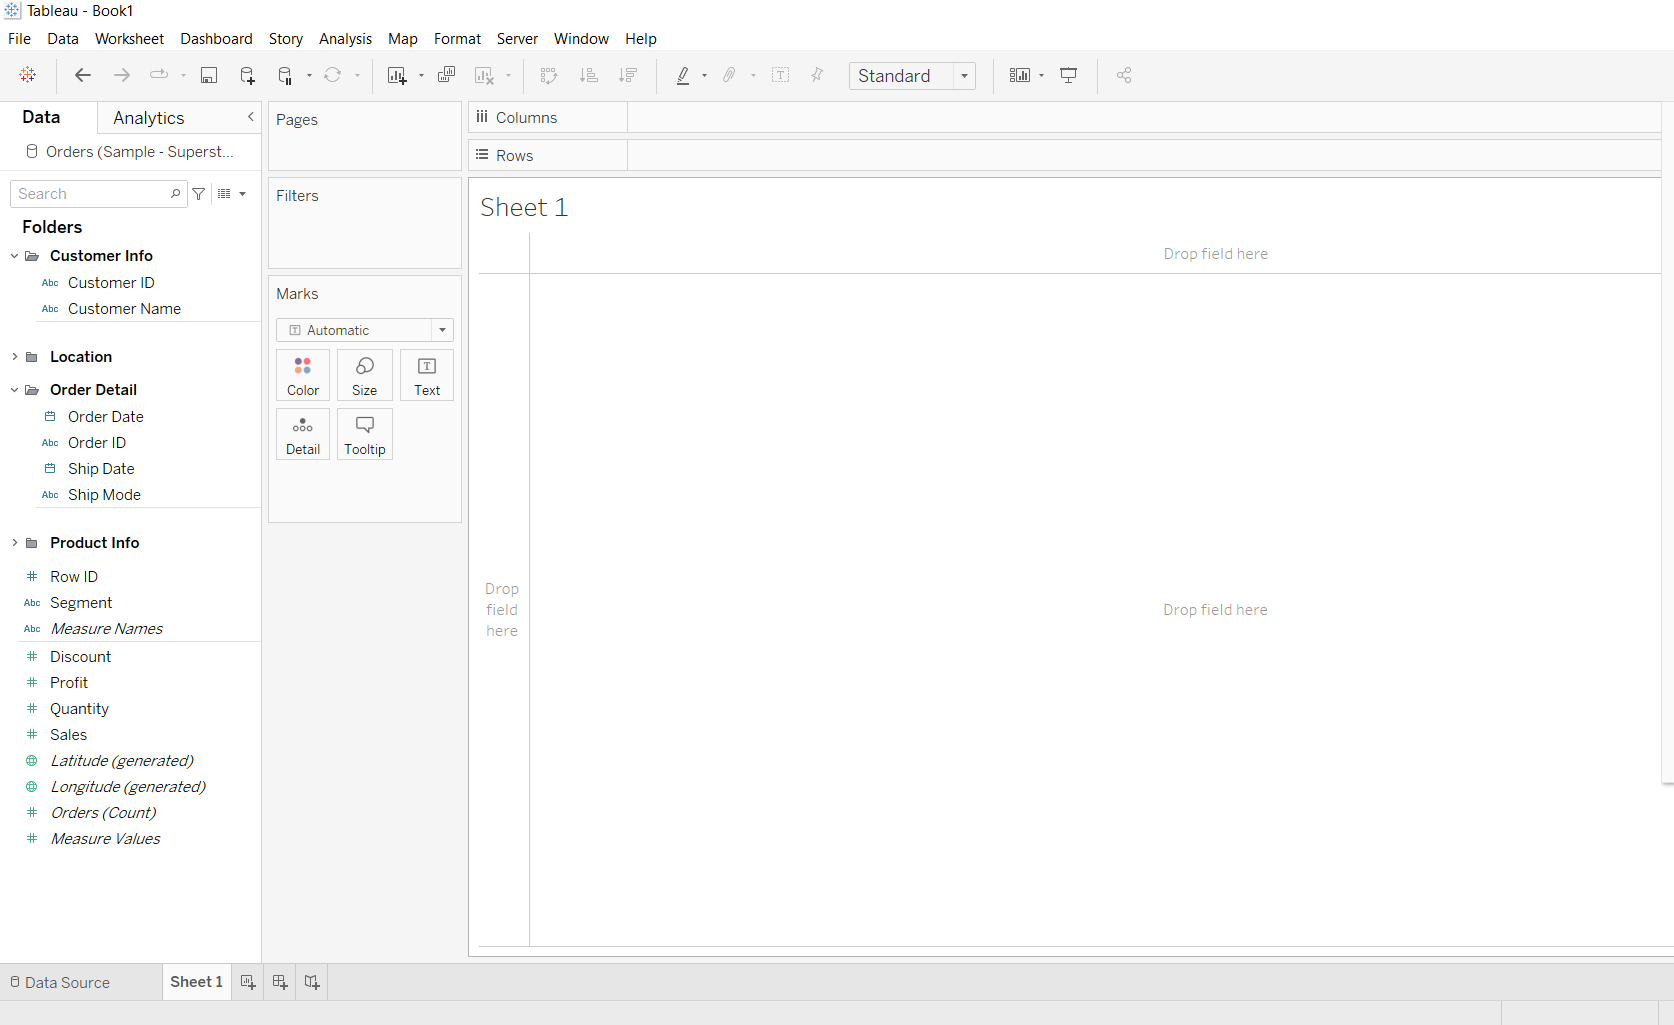 Tableau - Book1
File Data Worksheet Dashboard Story Analysis Map Format Server Window Help
Standard
Data Analytics
Orders (Sample - Superst...
Search
Folders
Customer Info
Abc Customer ID
Abc Customer Name
Location
Order Detail
Order Date
Abc Order ID
Ship Date
Abc Ship Mode
Product Info
# Row ID
Abc Segment
Abc Measure Names
# Discount
# Profit
# Quantity
# Sales
Latitude (generated)
Longitude (generated)
# Orders (Count)
# Measure Values
Pages
Filters
Marks
T Automatic
Color Size T Text
Detail Tooltip
Columns
Rows
Sheet 1
Drop field here
Drop
field
here
Drop field here
Data Source Sheet 1